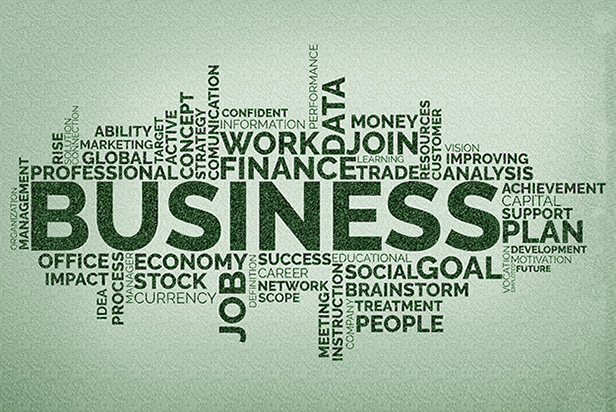 PERFORMANCE
DATA
COMUNICATION
CONCEPT
STRATEGY
ACTIVE
TARGET
RISE
SOLUTION
CONNECTION
CONFIDENT
INFORMATION
MONEY
RESOURCES
CUSTOMER
ABILITY
MARKETING
GLOBAL
WORK
JOIN
VISION
IMPROVING
PROFESSIONAL
FINANCE
LEARNING
TRADE
ANALYSIS
ORGANIZATION
MANAGEMENT
BUSINESS
ACHIEVEMENT
CAPITAL
SUPPORT
PLAN
DEVELOPMENT
MOTIVATION
FUTURE
VOCATION
OFFICE
IMPACT
IDEA
PROCESS
MANAGER
ECONOMY
STOCK
CURRENCY
JOB
DEFINITION
SUCCESS
CAREER
NETWORK
SCOPE
MEETING
INSTRUCTION
COMPANY
EDUCATIONAL
SOCIAL
GOAL
BRAINSTORM
TREATMENT
PEOPLE